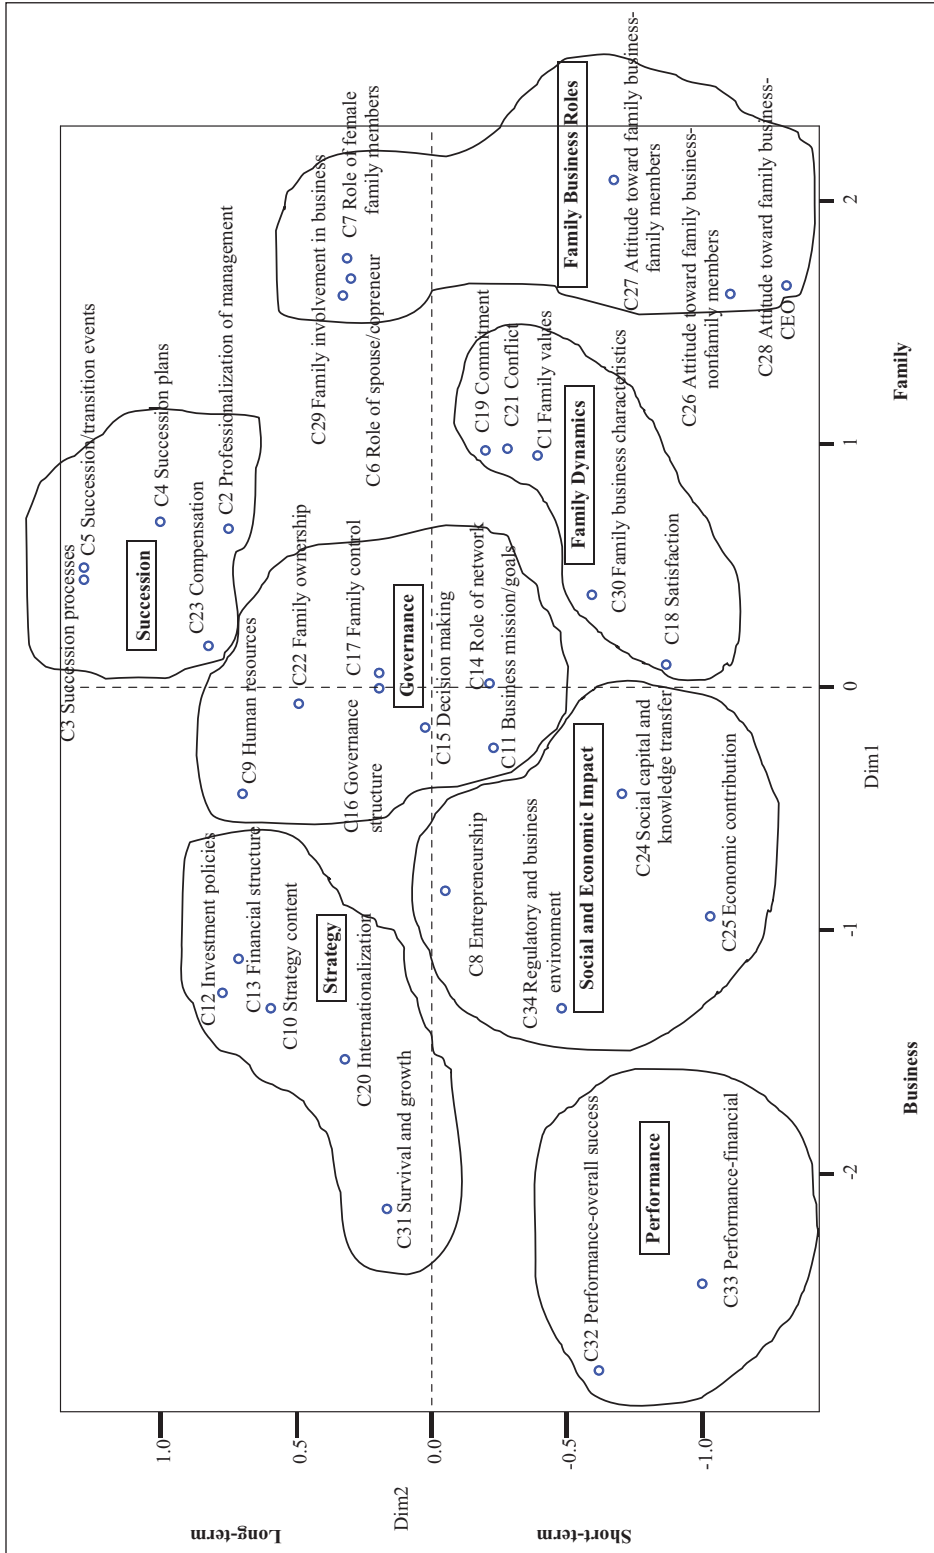 C3 Succession processes
C5 Succession/transition events
C4 Succession plans
Succession
C23 Compensation
C2 Professionalization of management
C12 Investment policies
C13 Financial structure
C10 Strategy content
Strategy
C20 Internationalization
C31 Survival and growth
C9 Human resources
C22 Family ownership
C16 Governance
structure
C17 Family control
Governance
C15 Decision making
C14 Role of network
C11 Business mission/goals
C29 Family involvement in business
C7 Role of female
family members
C6 Role of spouse/copreneur
C19 Commitment
C21 Conflict
C1 Family values
Family Dynamics
C30 Family business characteristics
C18 Satisfaction
Family Business Roles
C27 Attitude toward family business-
family members
C26 Attitude toward family business-
nonfamily members
C28 Attitude toward family business-
CEO
C8 Entrepreneurship
C34 Regulatory and business
environment
Social and Economic Impact
C24 Social capital and
knowledge transfer
C25 Economic contribution
C32 Performance-overall success
Performance
C33 Performance-financial
1.0
0.5
0.0
-0.5
-1.0
Dim2
Long-term
Short-term
-2
-1
0
1
2
Dim1
Business
Family